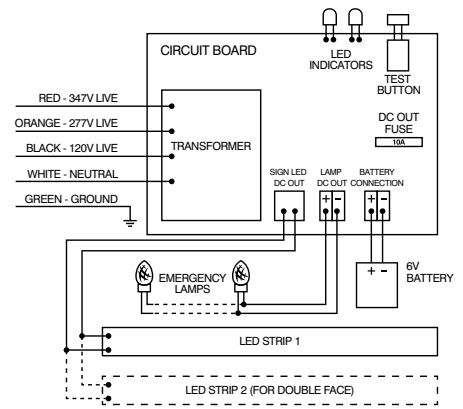 CIRCUIT BOARD
LED
INDICATORS
TEST
BUTTON
RED - 347V LIVE
ORANGE - 277V LIVE
BLACK - 120V LIVE
WHITE - NEUTRAL
GREEN - GROUND
TRANSFORMER
DC OUT
FUSE
10A
SIGN LED
DC OUT
LAMP
DC OUT
BATTERY
CONNECTION
+ -
+ -
EMERGENCY
LAMPS
+ -
6V
BATTERY
LED STRIP 1
LED STRIP 2 (FOR DOUBLE FACE)